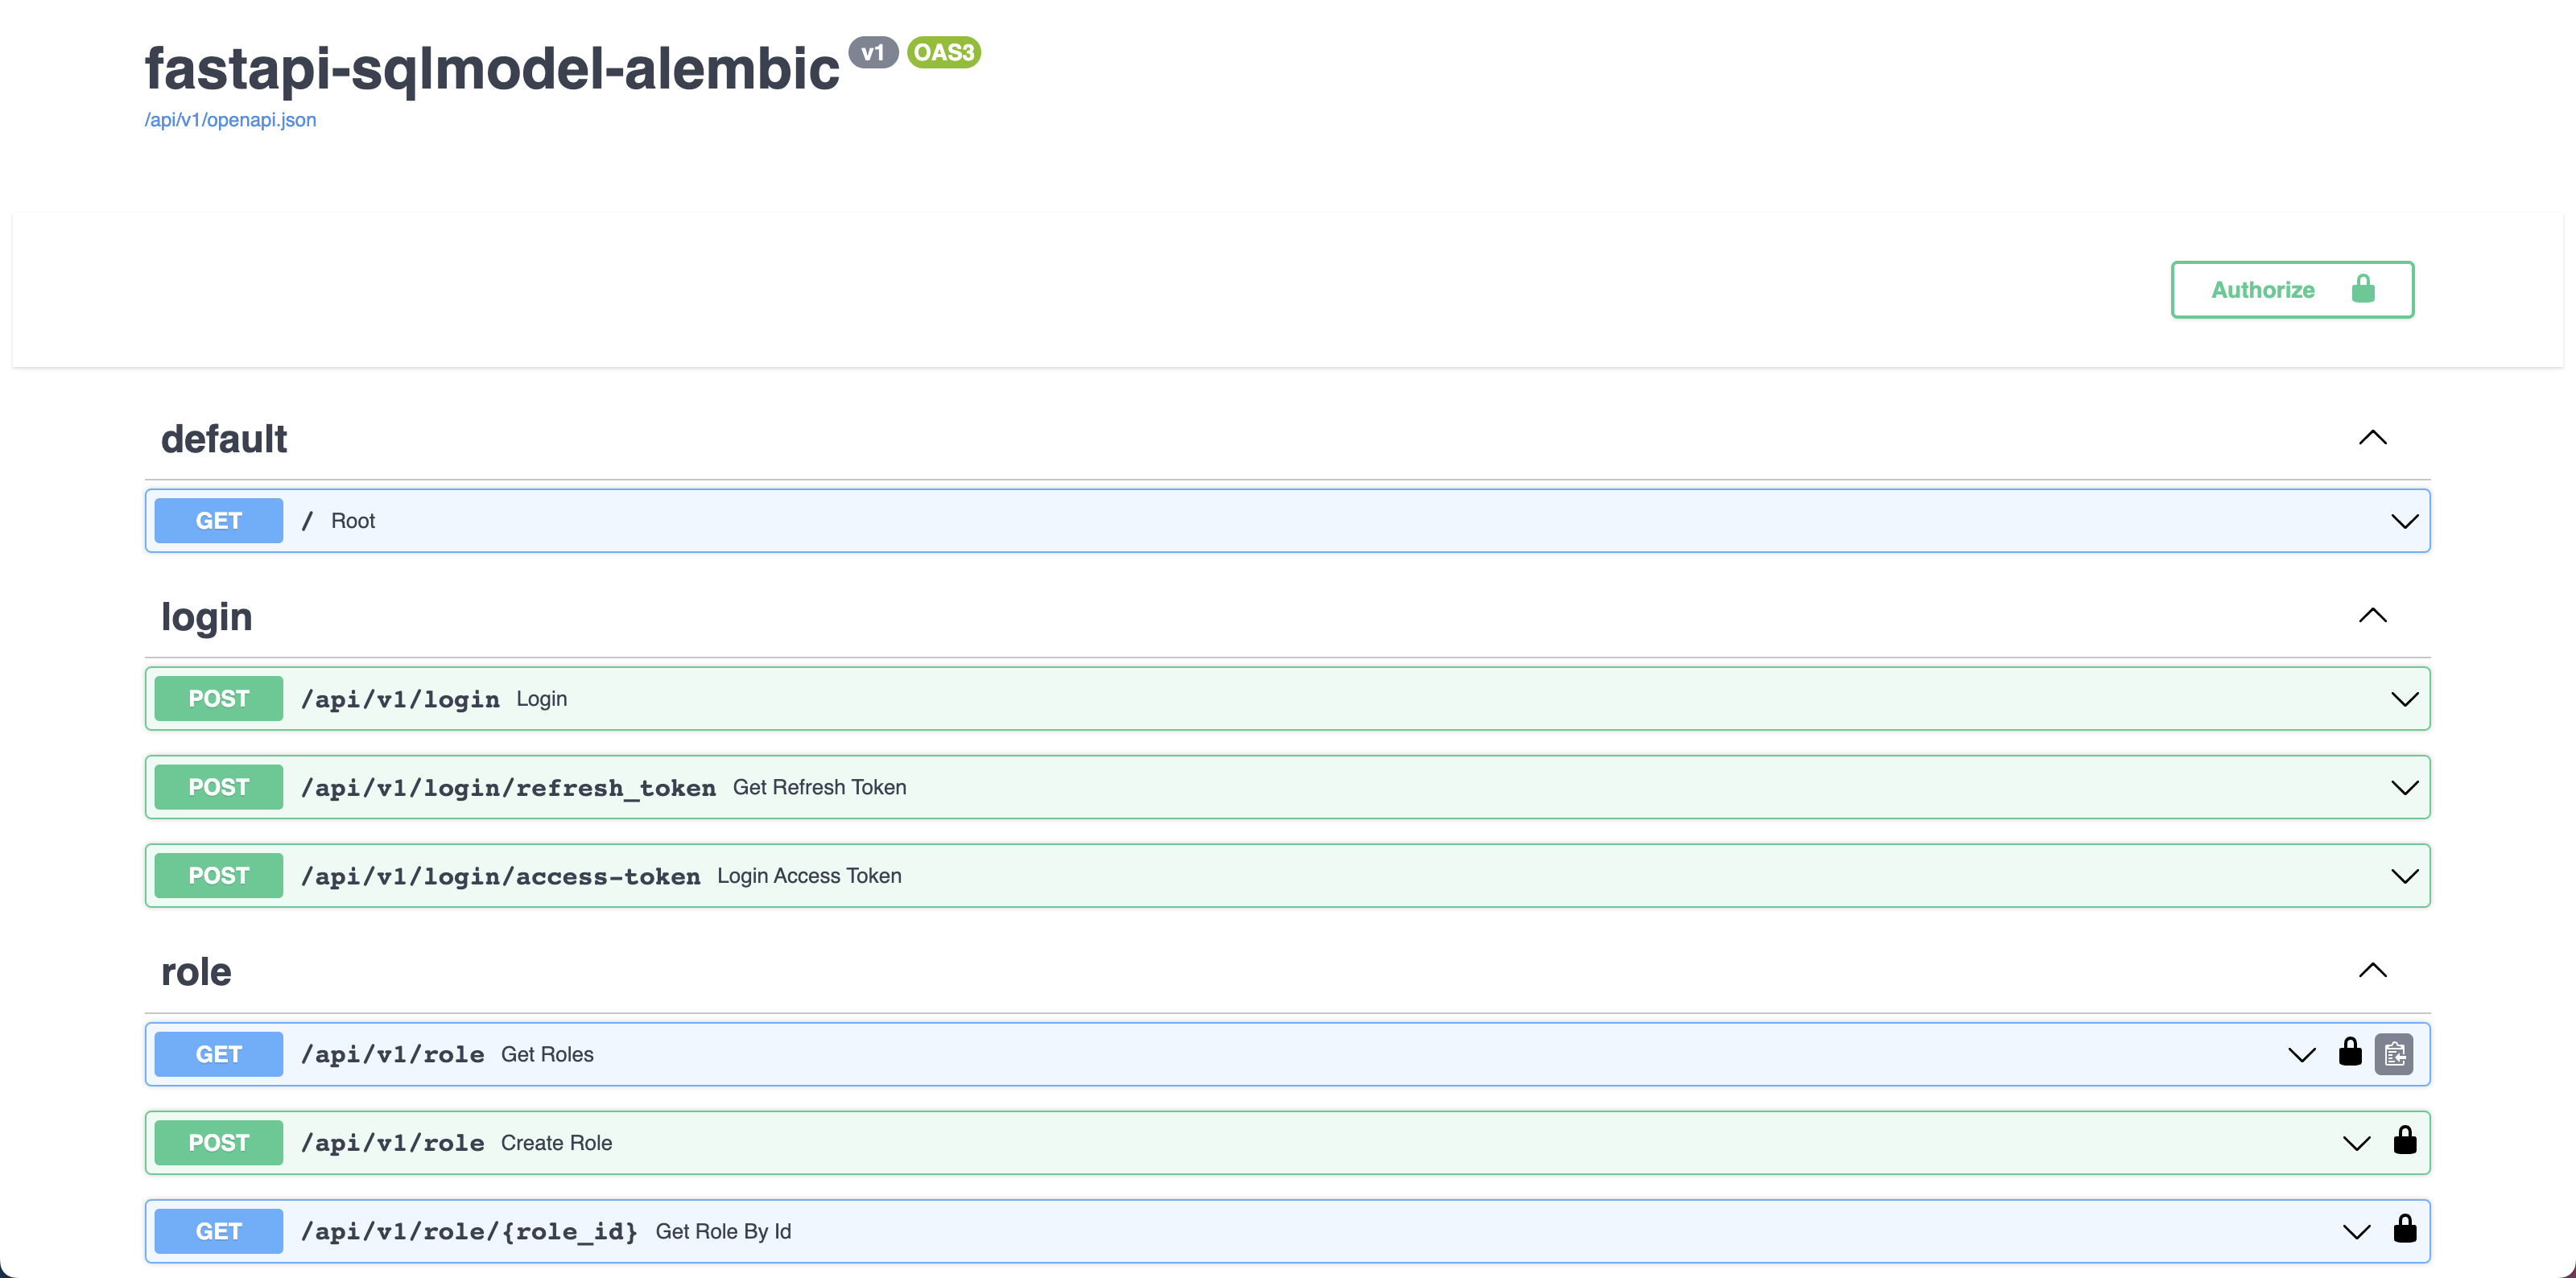 fastapi-sqlmodel-alembic v1 OAS3
/api/v1/openapi.json
Authorize
default
GET / Root
login
POST /api/v1/login Login
POST /api/v1/login/refresh_token Get Refresh Token
POST /api/v1/login/access-token Login Access Token
role
GET /api/v1/role Get Roles
POST /api/v1/role Create Role
GET /api/v1/role/{role_id} Get Role By Id